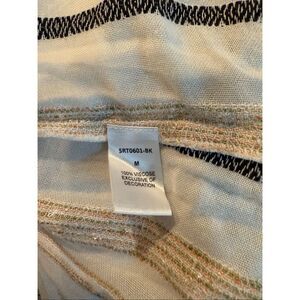 SRT0603-BK
M
100% VISCOSE
EXCLUSIVE OF
DECORATION